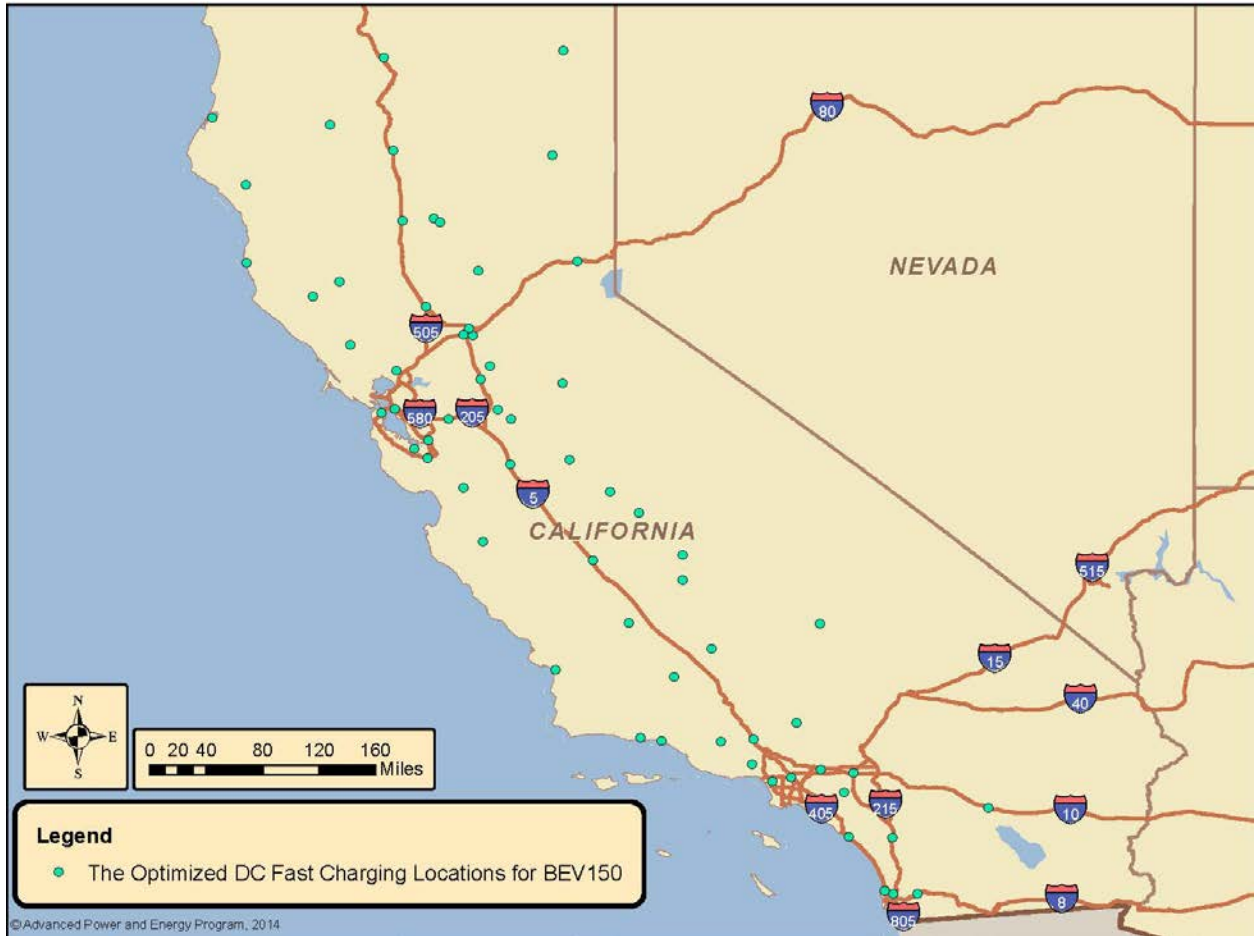 80
NEVADA
505
580
205
5
CALIFORNIA
515
15
40
N
W E
S
0 20 40 80 120 160
Miles
405
215
10
Legend
The Optimized DC Fast Charging Locations for BEV150
8
805
©Advanced Power and Energy Program, 2014